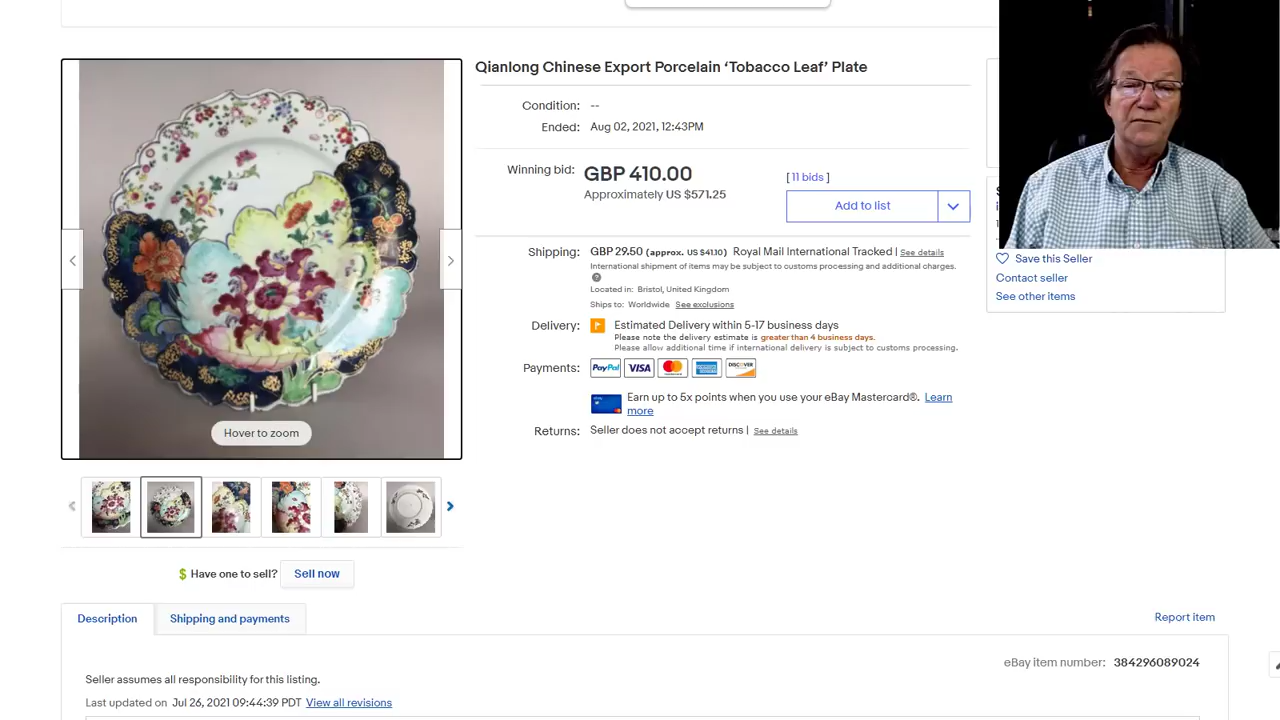 Qianlong Chinese Export Porcelain ‘Tobacco Leaf’ Plate
Condition: --
Ended: Aug 02, 2021, 12:43PM
Winning bid: GBP 410.00 [ 11 bids ]
Approximately US $571.25
Add to list
Shipping: GBP 29.50 (approx. US $41.10) Royal Mail International Tracked | See details
International shipment of items may be subject to customs processing and additional charges.
Located in: Bristol, United Kingdom
Ships to: Worldwide See exclusions
Delivery: Estimated Delivery within 5-17 business days
Please note the delivery estimate is greater than 4 business days.
Please allow additional time if international delivery is subject to customs processing.
Payments: PayPal VISA MasterCard AMERICAN EXPRESS DISCOVER
Earn up to 5x points when you use your eBay Mastercard®. Learn
more
Returns: Seller does not accept returns | See details
Save this Seller
Contact seller
See other items
Hover to zoom
$ Have one to sell? Sell now
Description Shipping and payments Report item
eBay item number: 384296089024
Seller assumes all responsibility for this listing.
Last updated on Jul 26, 2021 09:44:39 PDT View all revisions